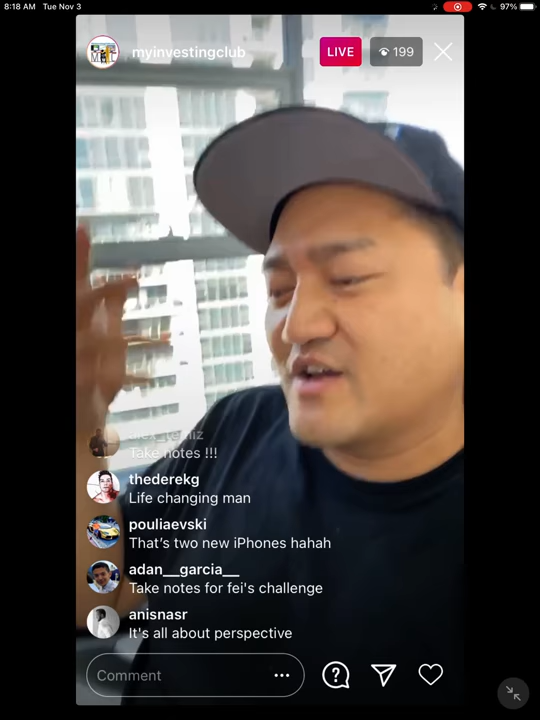 8:18 AM Tue Nov 3
97%
myinvestingclub
LIVE
199
Take notes !!!
thederekg
Life changing man
pouliaevski
That’s two new iPhones hahah
adan__garcia__
Take notes for fei's challenge
anisnasr
It's all about perspective
Comment